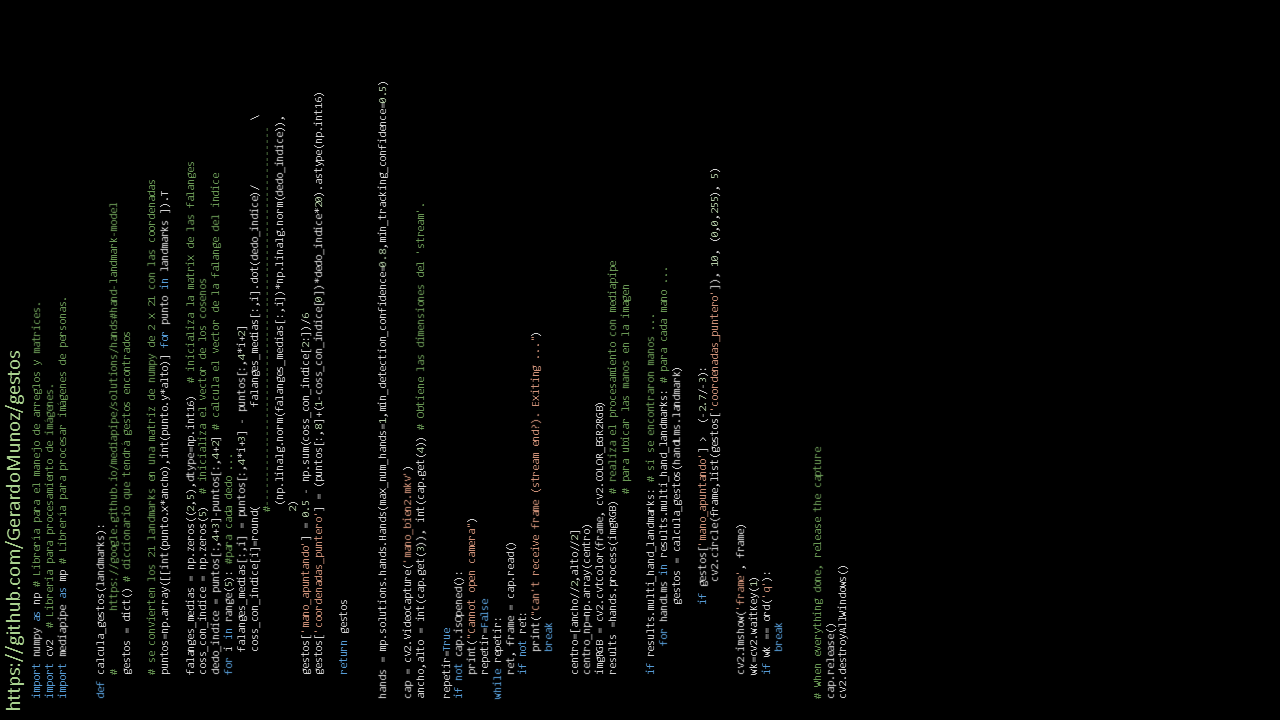 https://github.com/GerardoMunoz/gestos
import numpy as np # Librería para el manejo de arreglos y matrices.
import cv2  # Librería para procesamiento de imágenes.
import mediapipe as mp # Librería para procesar imágenes de personas.
def calcula_gestos(landmarks):
    #   https://google.github.io/mediapipe/solutions/hands#hand-landmark-model
    gestos = dict() # diccionario que tendrá gestos encontrados
    # se convierten los 21 landmarks en una matriz de numpy de 2 x 21 con las coordenadas
    puntos=np.array([[int(punto.x*ancho),int(punto.y*alto)] for punto in landmarks ]).T
    falanges_medias = np.zeros((2,5),dtype=np.int16)  # inicializa la matrix de las falanges
    coss_con_indice = np.zeros(5)  # inicializa el vector de los cosenos
    dedo_indice = puntos[:,4+3]-puntos[:,4+2] # calcula el vector de la falange del índice
    for i in range(5): #para cada dedo ...
        falanges_medias[:,i] = puntos[:,4*i+3] - puntos[:,4*i+2]
        coss_con_indice[i]=round(                falanges_medias[:,i].dot(dedo_indice)/          \
                                #------------------------------------------------------------
                                 (np.linalg.norm(falanges_medias[:,i])*np.linalg.norm(dedo_indice)),
                                2)
    gestos['mano_apuntando'] = 0.5 - np.sum(coss_con_indice[2:])/6
    gestos['coordenadas_puntero'] = (puntos[:,8]+(1-coss_con_indice[0])*dedo_indice*20).astype(np.int16)
    return gestos
hands = mp.solutions.hands.Hands(max_num_hands=1,min_detection_confidence=0.8,min_tracking_confidence=0.5)
cap = cv2.VideoCapture('mano_bien2.mkv')
ancho,alto = int(cap.get(3)), int(cap.get(4)) # Obtiene las dimensiones del 'stream'.
repetir=True
if not cap.isOpened():
    print("Cannot open camera")
    repetir=False
while repetir:
    ret, frame = cap.read()
    if not ret:
        print("Can't receive frame (stream end?). Exiting ...")
        break
    centro=[ancho//2,alto//2]
    centro_np=np.array(centro)
    imgRGB = cv2.cvtColor(frame, cv2.COLOR_BGR2RGB)
    results =hands.process(imgRGB) # realiza el procesamiento con mediapipe
                                   # para ubicar las manos en la imagen
    if results.multi_hand_landmarks: # si se encontraron manos ...
        for handLms in results.multi_hand_landmarks: # para cada mano ...
            gestos = calcula_gestos(handLms.landmark)
            if gestos['mano_apuntando'] >  (-2.7/-3):
                cv2.circle(frame,list(gestos['coordenadas_puntero']), 10, (0,0,255), 5)
    cv2.imshow('frame', frame)
    wk=cv2.waitKey(1)
    if wk == ord('q'):
        break
# When everything done, release the capture
cap.release()
cv2.destroyAllWindows()